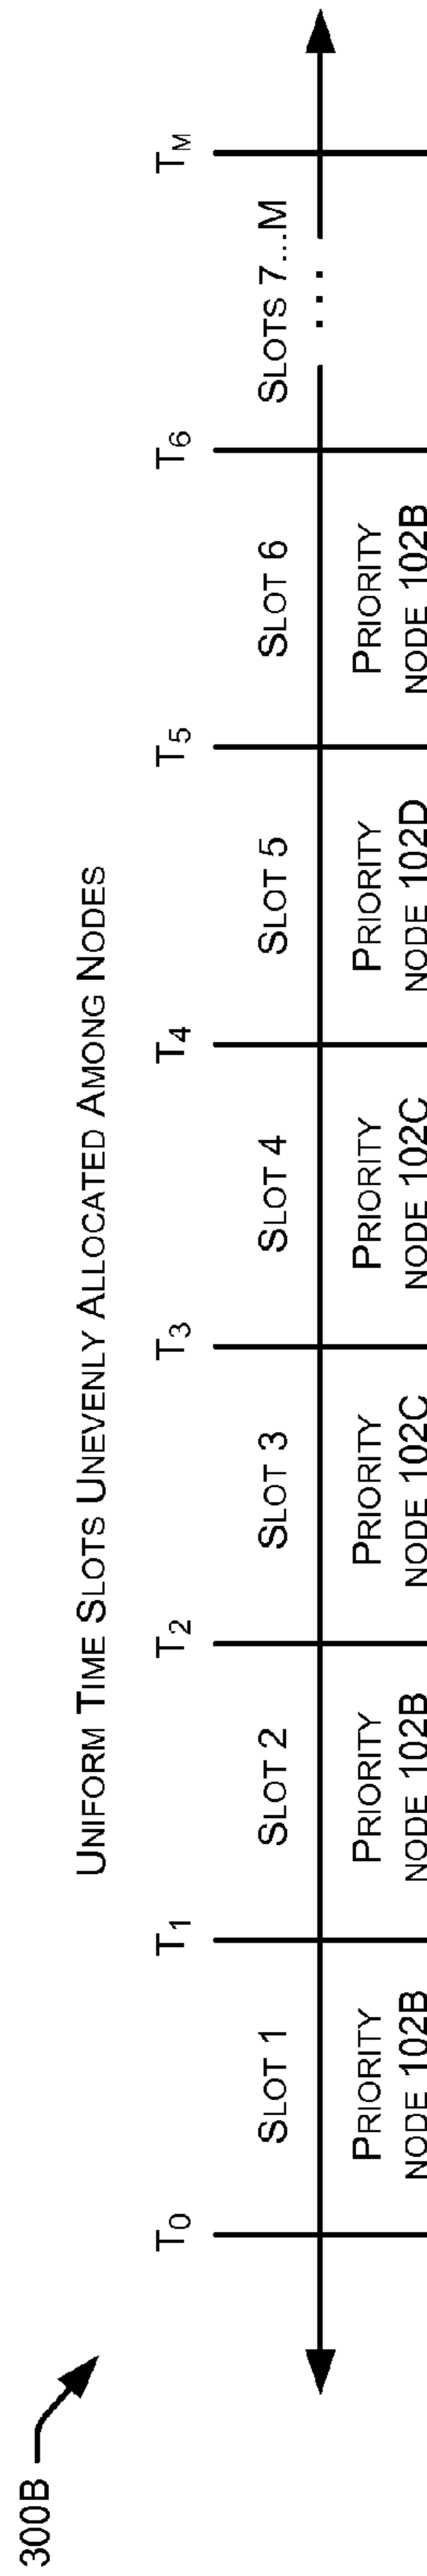 300B
UNIFORM TIME SLOTS UNEVENLY ALLOCATED AMONG NODES
T0 T1 T2 T3 T4 T5 T6 TM
SLOT 1 SLOT 2 SLOT 3 SLOT 4 SLOT 5 SLOT 6 SLOTS 7...M
...
PRIORITY PRIORITY PRIORITY PRIORITY PRIORITY PRIORITY
NODE 102B NODE 102B NODE 102C NODE 102C NODE 102D NODE 102B